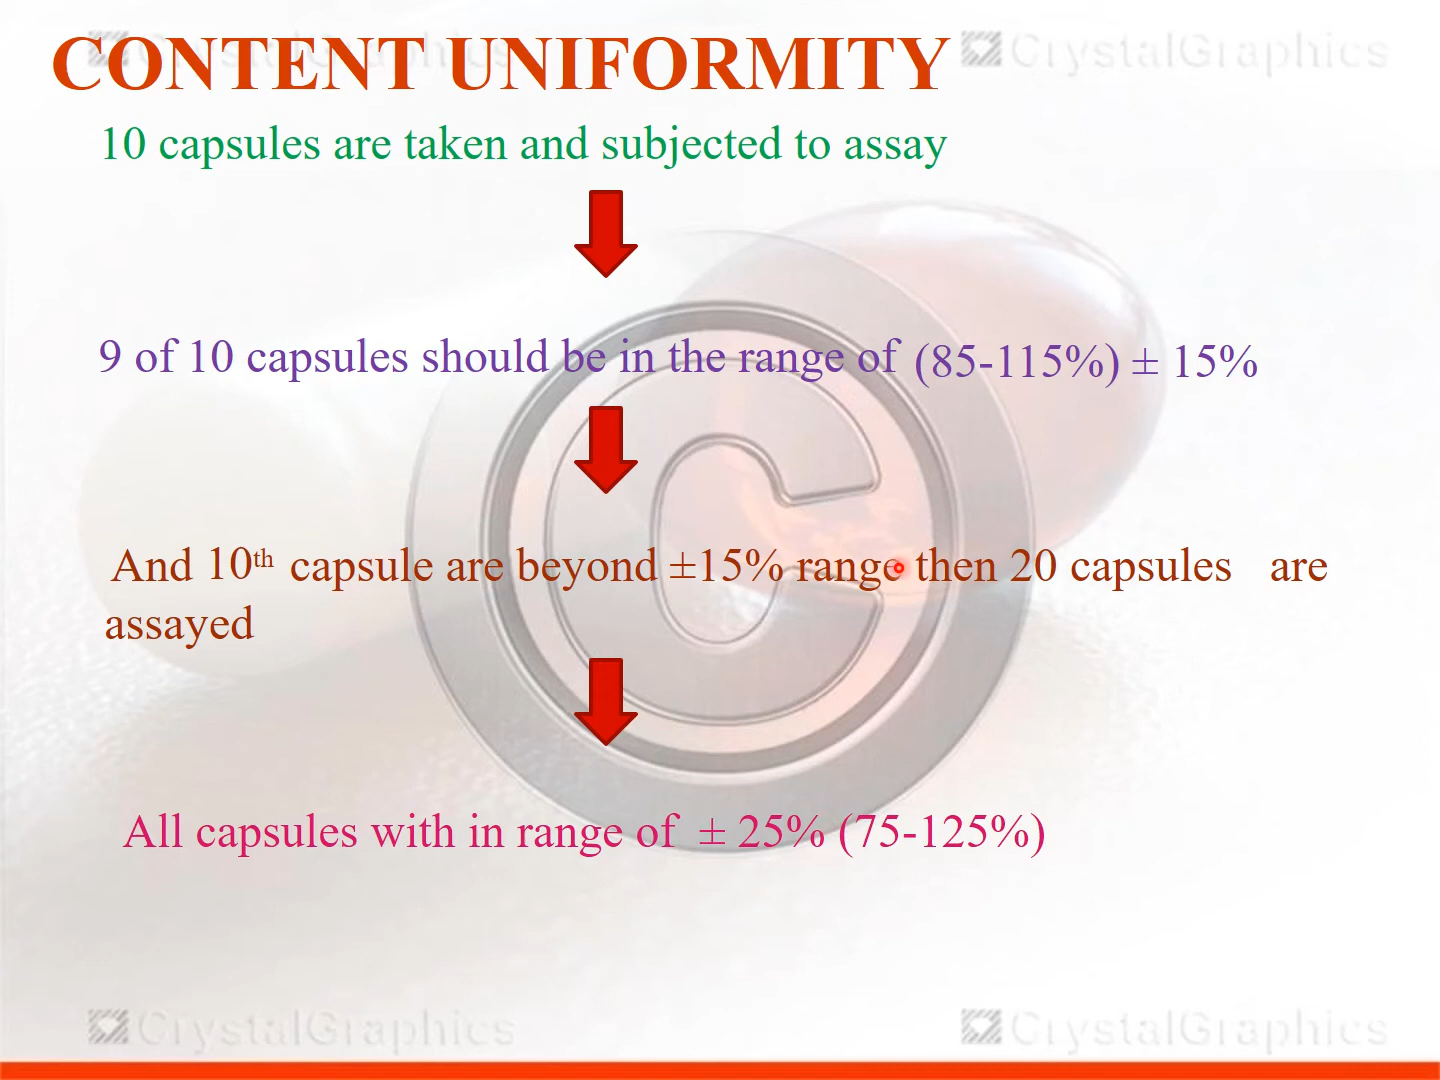 CONTENT UNIFORMITY
CrystalGraphics CrystalGraphics
10 capsules are taken and subjected to assay
9 of 10 capsules should be in the range of (85-115%) ± 15%
And 10th capsule are beyond ±15% range then 20 capsules are
assayed
All capsules with in range of ± 25% (75-125%)
CrystalGraphics CrystalGraphics